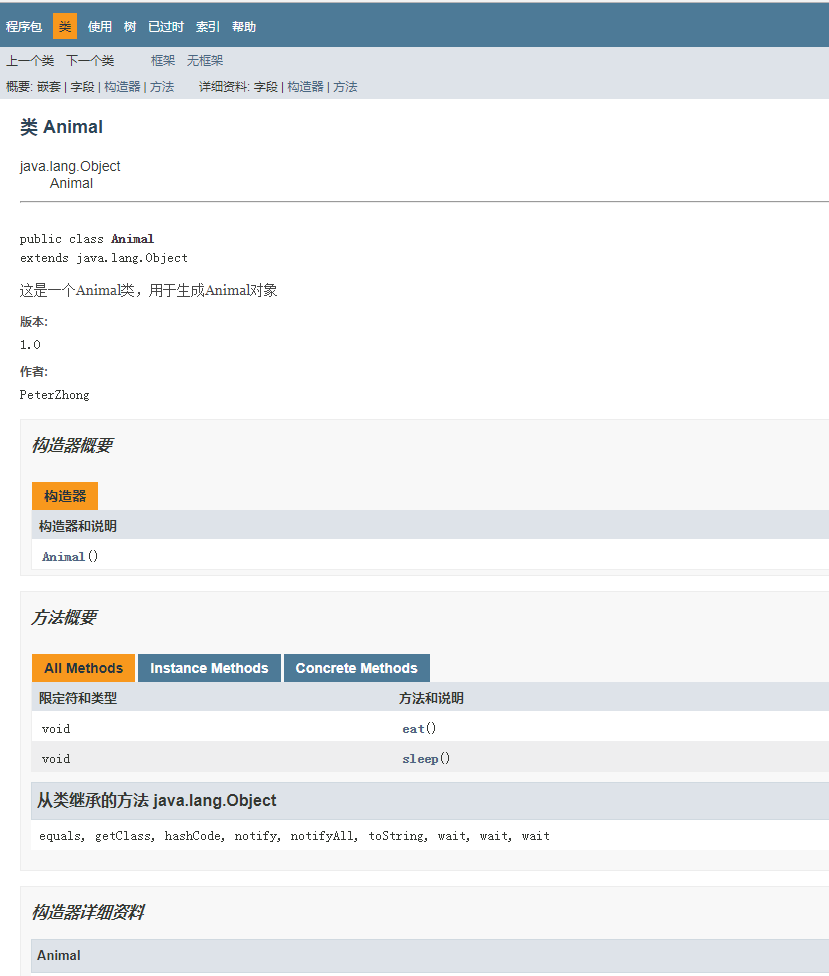 程序包 类 使用 树 已过时 索引 帮助
上一个类 下一个类 框架 无框架
概要: 嵌套 | 字段 | 构造器 | 方法 详细资料: 字段 | 构造器 | 方法
类 Animal
java.lang.Object
Animal
public class Animal
extends java.lang.Object
这是一个Animal类，用于生成Animal对象
版本:
1.0
作者:
PeterZhong
构造器概要
构造器
构造器和说明
Animal()
方法概要
All Methods Instance Methods Concrete Methods
限定符和类型 方法和说明
void eat()
void sleep()
从类继承的方法 java.lang.Object
equals, getClass, hashCode, notify, notifyAll, toString, wait, wait, wait
构造器详细资料
Animal